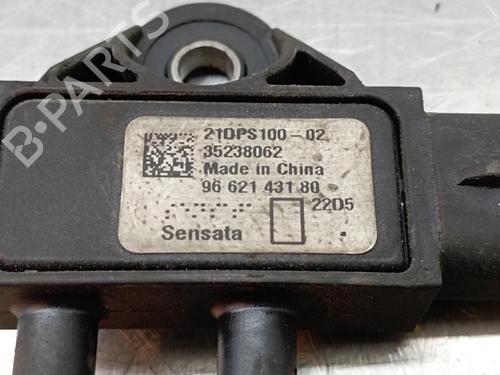 21DPS100-02
35238062
Made in China
96 621 431 80
22D5
Sensata
B-PARTS